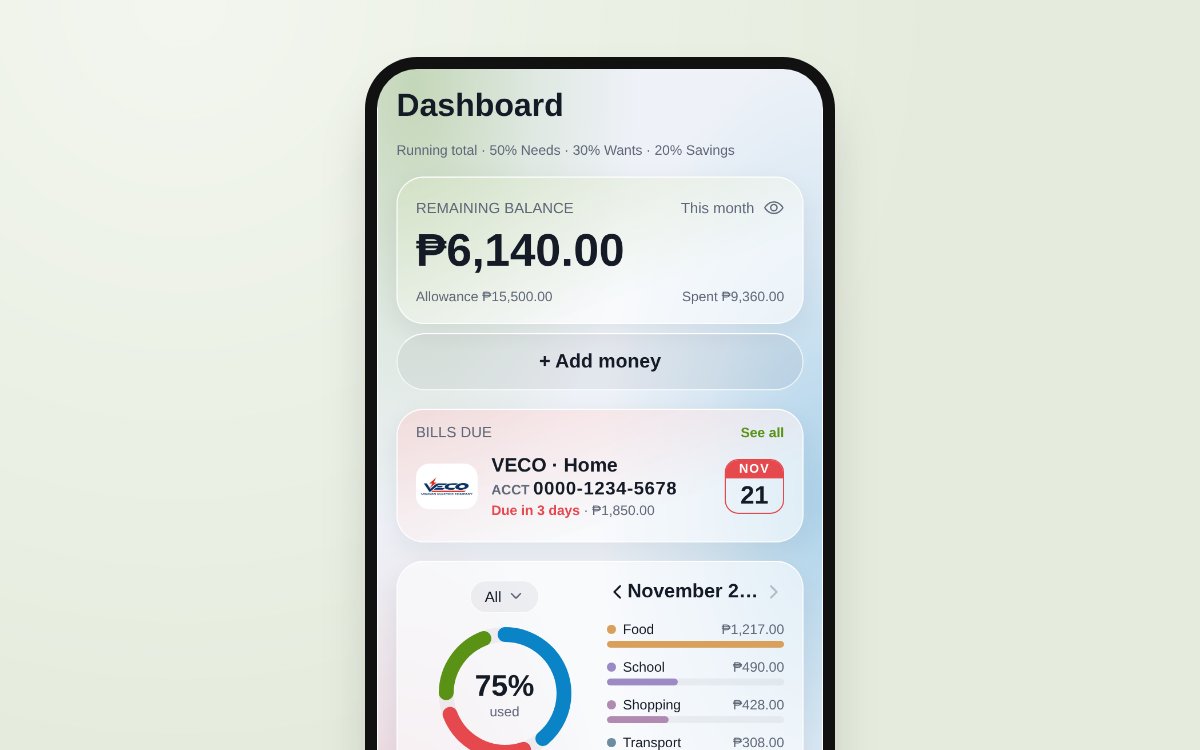 Dashboard
Running total · 50% Needs · 30% Wants · 20% Savings
REMAINING BALANCE This month
₱6,140.00
Allowance ₱15,500.00 Spent ₱9,360.00
+ Add money
BILLS DUE See all
VECO
VECO · Home
ACCT 0000-1234-5678
Due in 3 days · ₱1,850.00
NOV
21
All
November 2…
75%
used
Food ₱1,217.00
School ₱490.00
Shopping ₱428.00
Transport ₱308.00